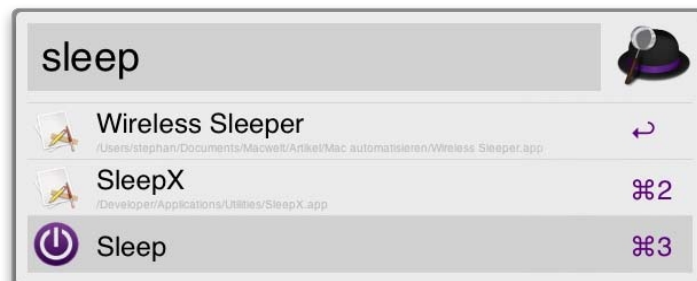 sleep
Wireless Sleeper ↩
/Users/stephan/Documents/Macwelt/Artikel/Mac automatisieren/Wireless Sleeper.app
SleepX ⌘2
/Developer/Applications/Utilities/SleepX.app
Sleep ⌘3